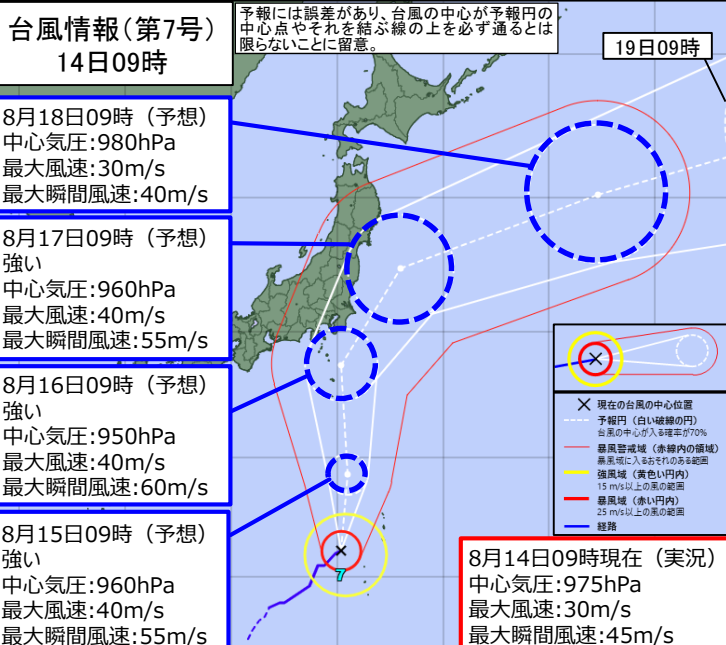 台風情報(第7号)
14日09時
予報には誤差があり、台風の中心が予報円の
中心点やそれを結ぶ線の上を必ず通るとは
限らないことに留意。
19日09時
8月18日09時（予想）
中心気圧:980hPa
最大風速:30m/s
最大瞬間風速:40m/s
8月17日09時（予想）
強い
中心気圧:960hPa
最大風速:40m/s
最大瞬間風速:55m/s
8月16日09時（予想）
強い
中心気圧:950hPa
最大風速:40m/s
最大瞬間風速:60m/s
8月15日09時（予想）
強い
中心気圧:960hPa
最大風速:40m/s
最大瞬間風速:55m/s
7
現在の台風の中心位置
予報円（白い破線の円）
台風の中心が入る確率が70%
暴風警戒域（赤線内の領域）
暴風域に入るおそれのある範囲
強風域（黄色い円内）
15 m/s以上の風の範囲
暴風域（赤い円内）
25 m/s以上の風の範囲
経路
8月14日09時現在（実況）
中心気圧:975hPa
最大風速:30m/s
最大瞬間風速:45m/s